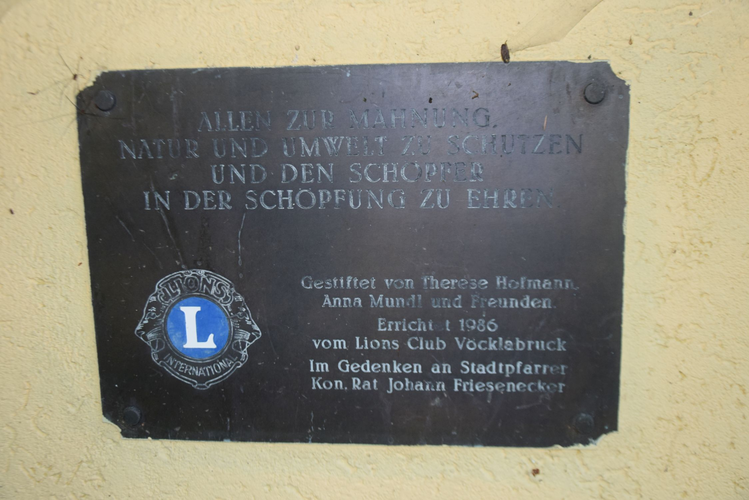 ALLEN ZUR MAHNUNG,
NATUR UND UMWELT ZU SCHÜTZEN
UND DEN SCHÖPFER
IN DER SCHÖPFUNG ZU EHREN.
LIONS
L
INTERNATIONAL
Gestiftet von Therese Hofmann,
Anna Mundl und Freunden.
Errichtet 1986
vom Lions Club Vöcklabruck
Im Gedenken an Stadtpfarrer
Kon. Rat Johann Friesenecker